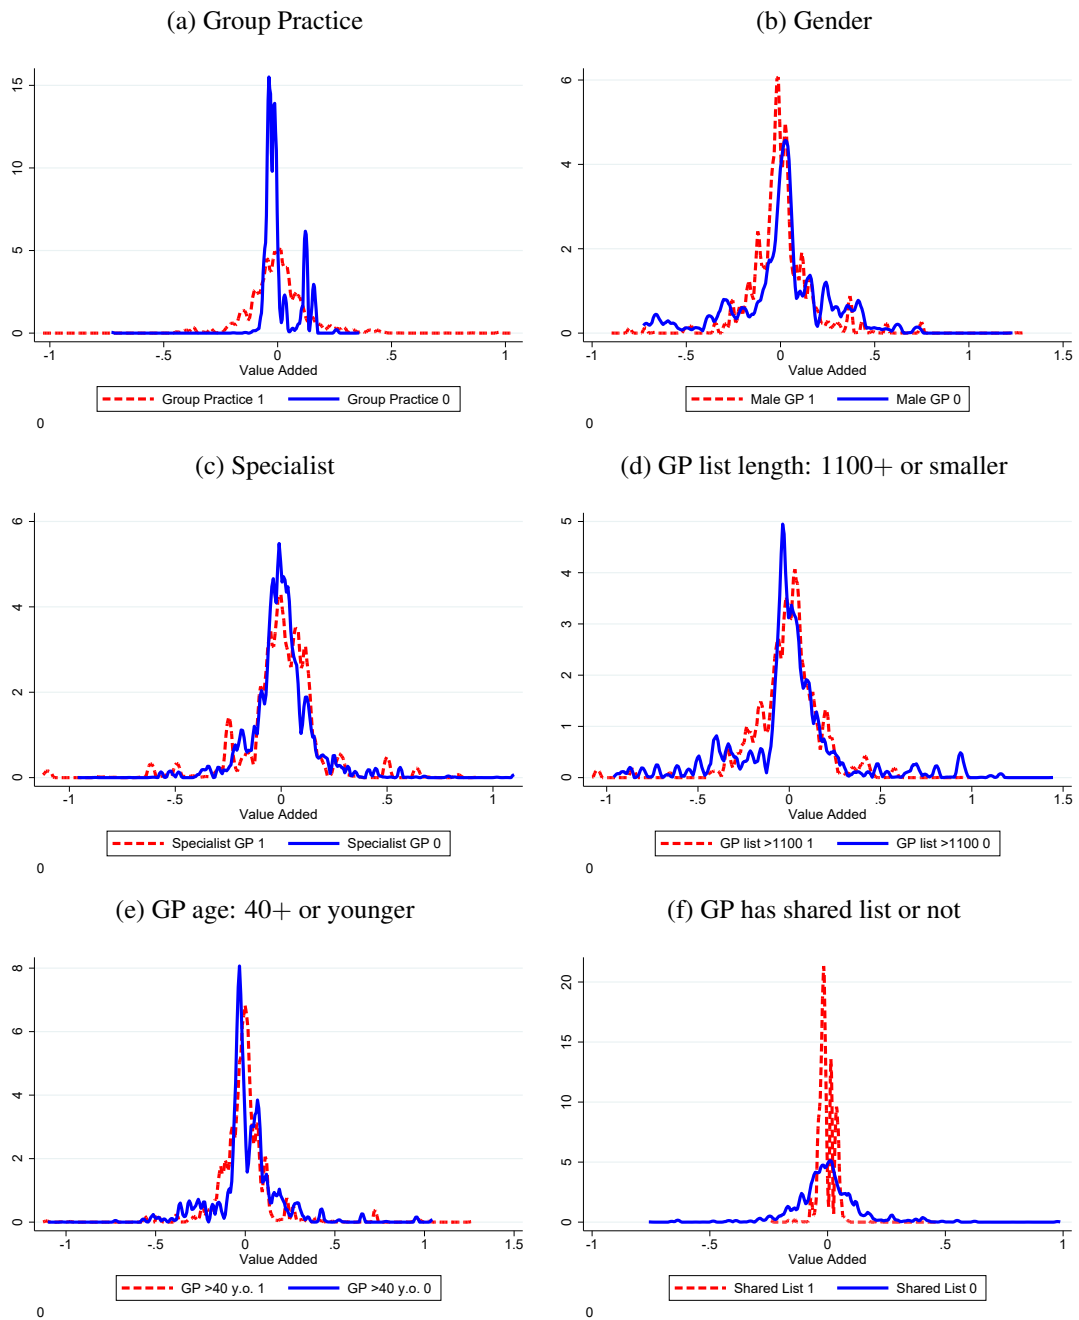 (a) Group Practice
(b) Gender
15
10
5
0
-1
-.5
0
.5
1
Value Added
Group Practice 1
Group Practice 0
0
6
4
2
0
-1
-.5
0
.5
1
1.5
Value Added
Male GP 1
Male GP 0
0
(c) Specialist
(d) GP list length: 1100+ or smaller
6
4
2
0
-1
-.5
0
.5
1
Value Added
Specialist GP 1
Specialist GP 0
0
5
4
3
2
1
0
-1
-.5
0
.5
1
1.5
Value Added
GP list >1100 1
GP list >1100 0
0
(e) GP age: 40+ or younger
(f) GP has shared list or not
8
6
4
2
0
-1
-.5
0
.5
1
1.5
Value Added
GP >40 y.o. 1
GP >40 y.o. 0
0
20
15
10
5
0
-1
-.5
0
.5
1
Value Added
Shared List 1
Shared List 0
0